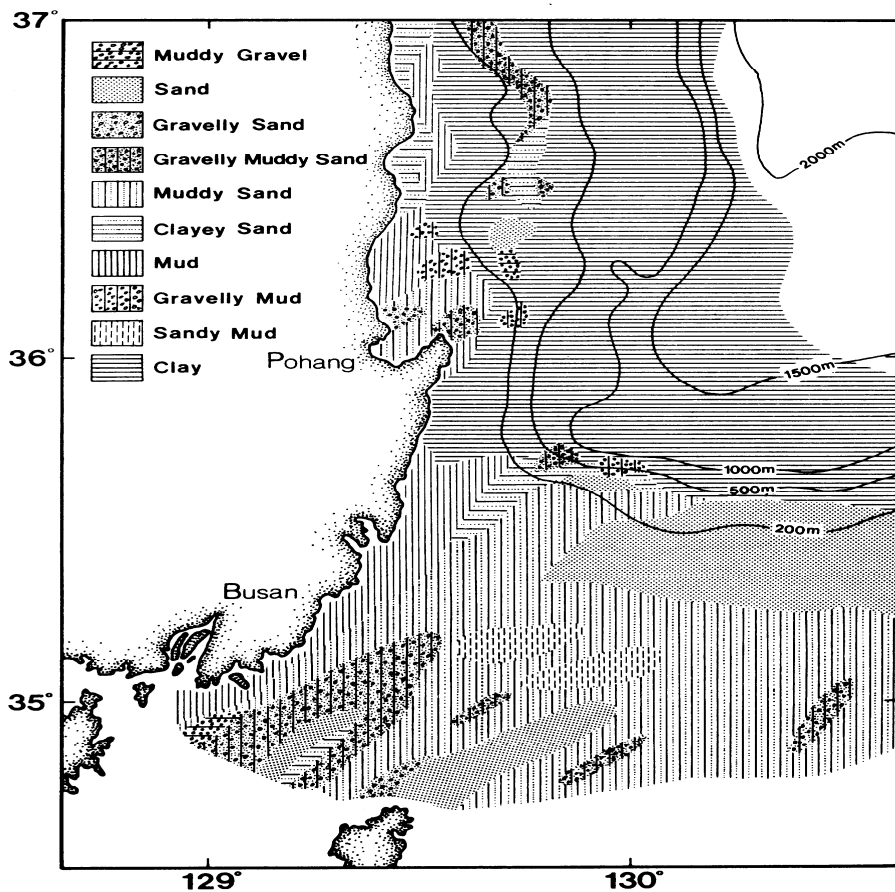 37°
Muddy Gravel
Sand
Gravelly Sand
Gravelly Muddy Sand
Muddy Sand
Clayey Sand
Mud
Gravelly Mud
Sandy Mud
Clay
2000m
36°
Pohang
1500m
1000m
500m
200m
Busan
35°
129°
130°